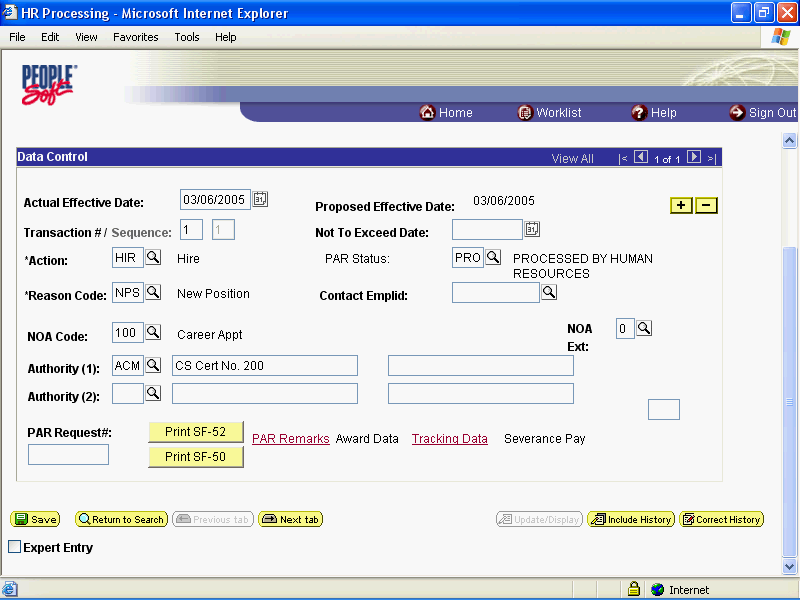 HR Processing - Microsoft Internet Explorer
File Edit View Favorites Tools Help
PEOPLE
Soft
Home Worklist Help Sign Out
Data Control View All |< 1 of 1 >|
Actual Effective Date: 03/06/2005 31 Proposed Effective Date: 03/06/2005 + −
Transaction # / Sequence: 1 1 Not To Exceed Date: 31
*Action: HIR Hire PAR Status: PRO PROCESSED BY HUMAN
RESOURCES
*Reason Code: NPS New Position Contact Emplid:
NOA Code: 100 Career Appt NOA 0
Ext:
Authority (1): ACM CS Cert No. 200
Authority (2):
PAR Request#: Print SF-52 PAR Remarks Award Data Tracking Data Severance Pay
Print SF-50
Save Return to Search Previous tab Next tab Update/Display Include History Correct History
Expert Entry
Internet